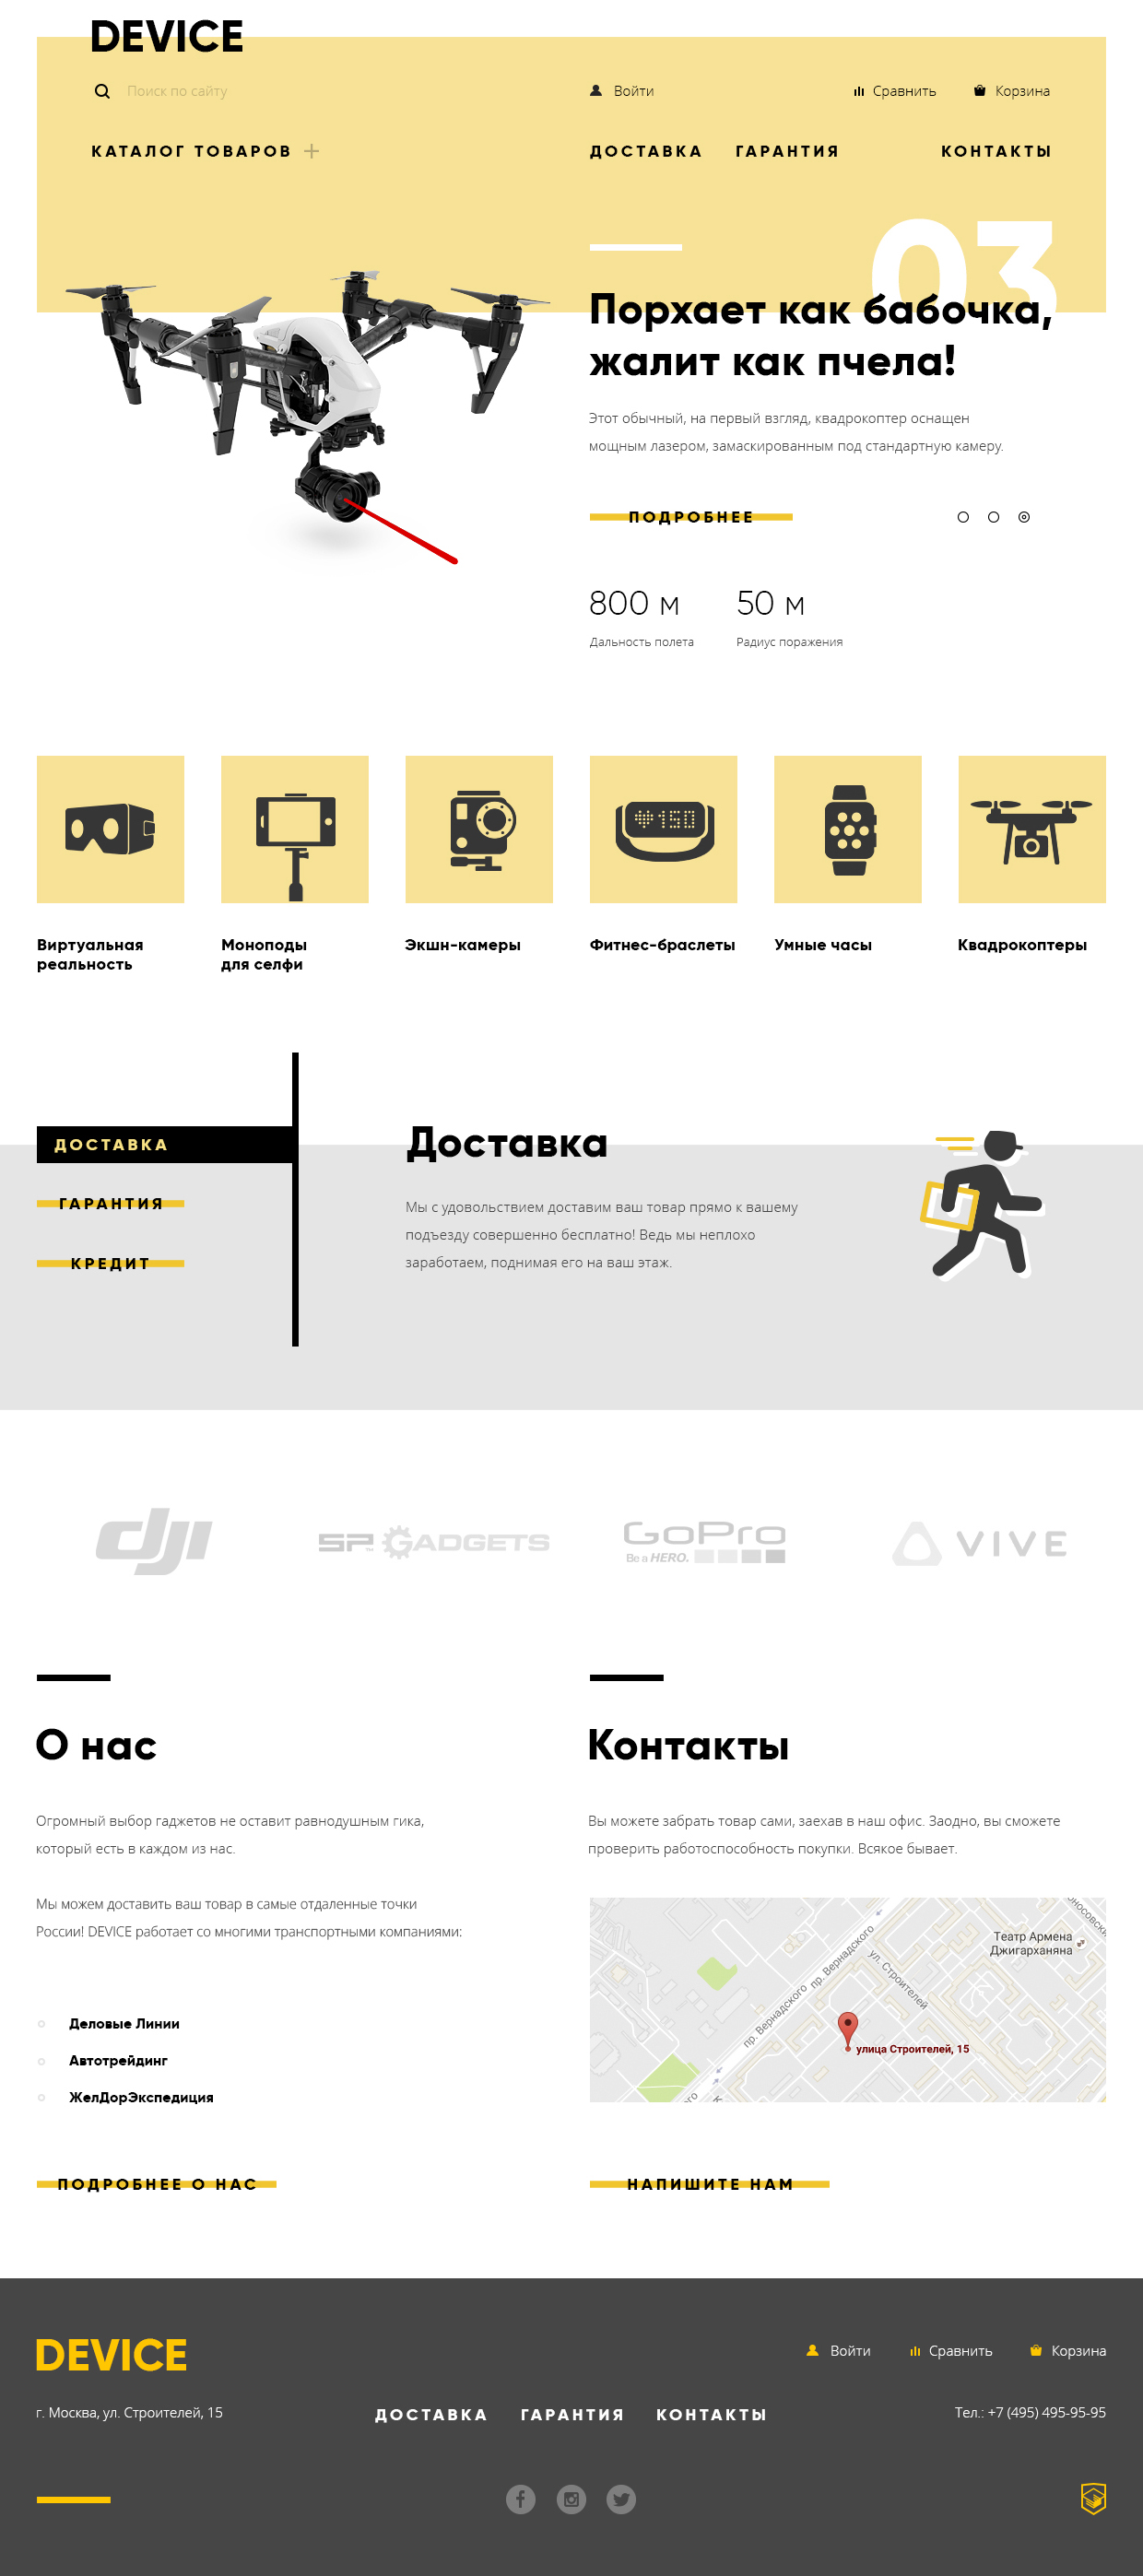 DEVICE
Поиск по сайту
Войти
Сравнить
Корзина
КАТАЛОГ ТОВАРОВ
ДОСТАВКА
ГАРАНТИЯ
КОНТАКТЫ
03
Порхает как бабочка,
жалит как пчела!
Этот обычный, на первый взгляд, квадрокоптер оснащен
мощным лазером, замаскированным под стандартную камеру.
ПОДРОБНЕЕ
800 м
50 м
Дальность полета
Радиус поражения
150
Виртуальная
реальность
Моноподы
для селфи
Экшн-камеры
Фитнес-браслеты
Умные часы
Квадрокоптеры
ДОСТАВКА
ГАРАНТИЯ
КРЕДИТ
Доставка
Мы с удовольствием доставим ваш товар прямо к вашему
подъезду совершенно бесплатно! Ведь мы неплохо
заработаем, поднимая его на ваш этаж.
dji
SP GADGETS
GoPro
Be a HERO.
VIVE
О нас
Огромный выбор гаджетов не оставит равнодушным гика,
который есть в каждом из нас.
Мы можем доставить ваш товар в самые отдаленные точки
России! DEVICE работает со многими транспортными компаниями:
Деловые Линии
Автотрейдинг
ЖелДорЭкспедиция
ПОДРОБНЕЕ О НАС
Контакты
Вы можете забрать товар сами, заехав в наш офис. Заодно, вы сможете
проверить работоспособность покупки. Всякое бывает.
Театр Армена
Джигарханяна
пр. Вернадского
ул. Строителей
пр. Вернадского
улица Строителей, 15
НАПИШИТЕ НАМ
DEVICE
Войти
Сравнить
Корзина
г. Москва, ул. Строителей, 15
ДОСТАВКА
ГАРАНТИЯ
КОНТАКТЫ
Тел.: +7 (495) 495-95-95